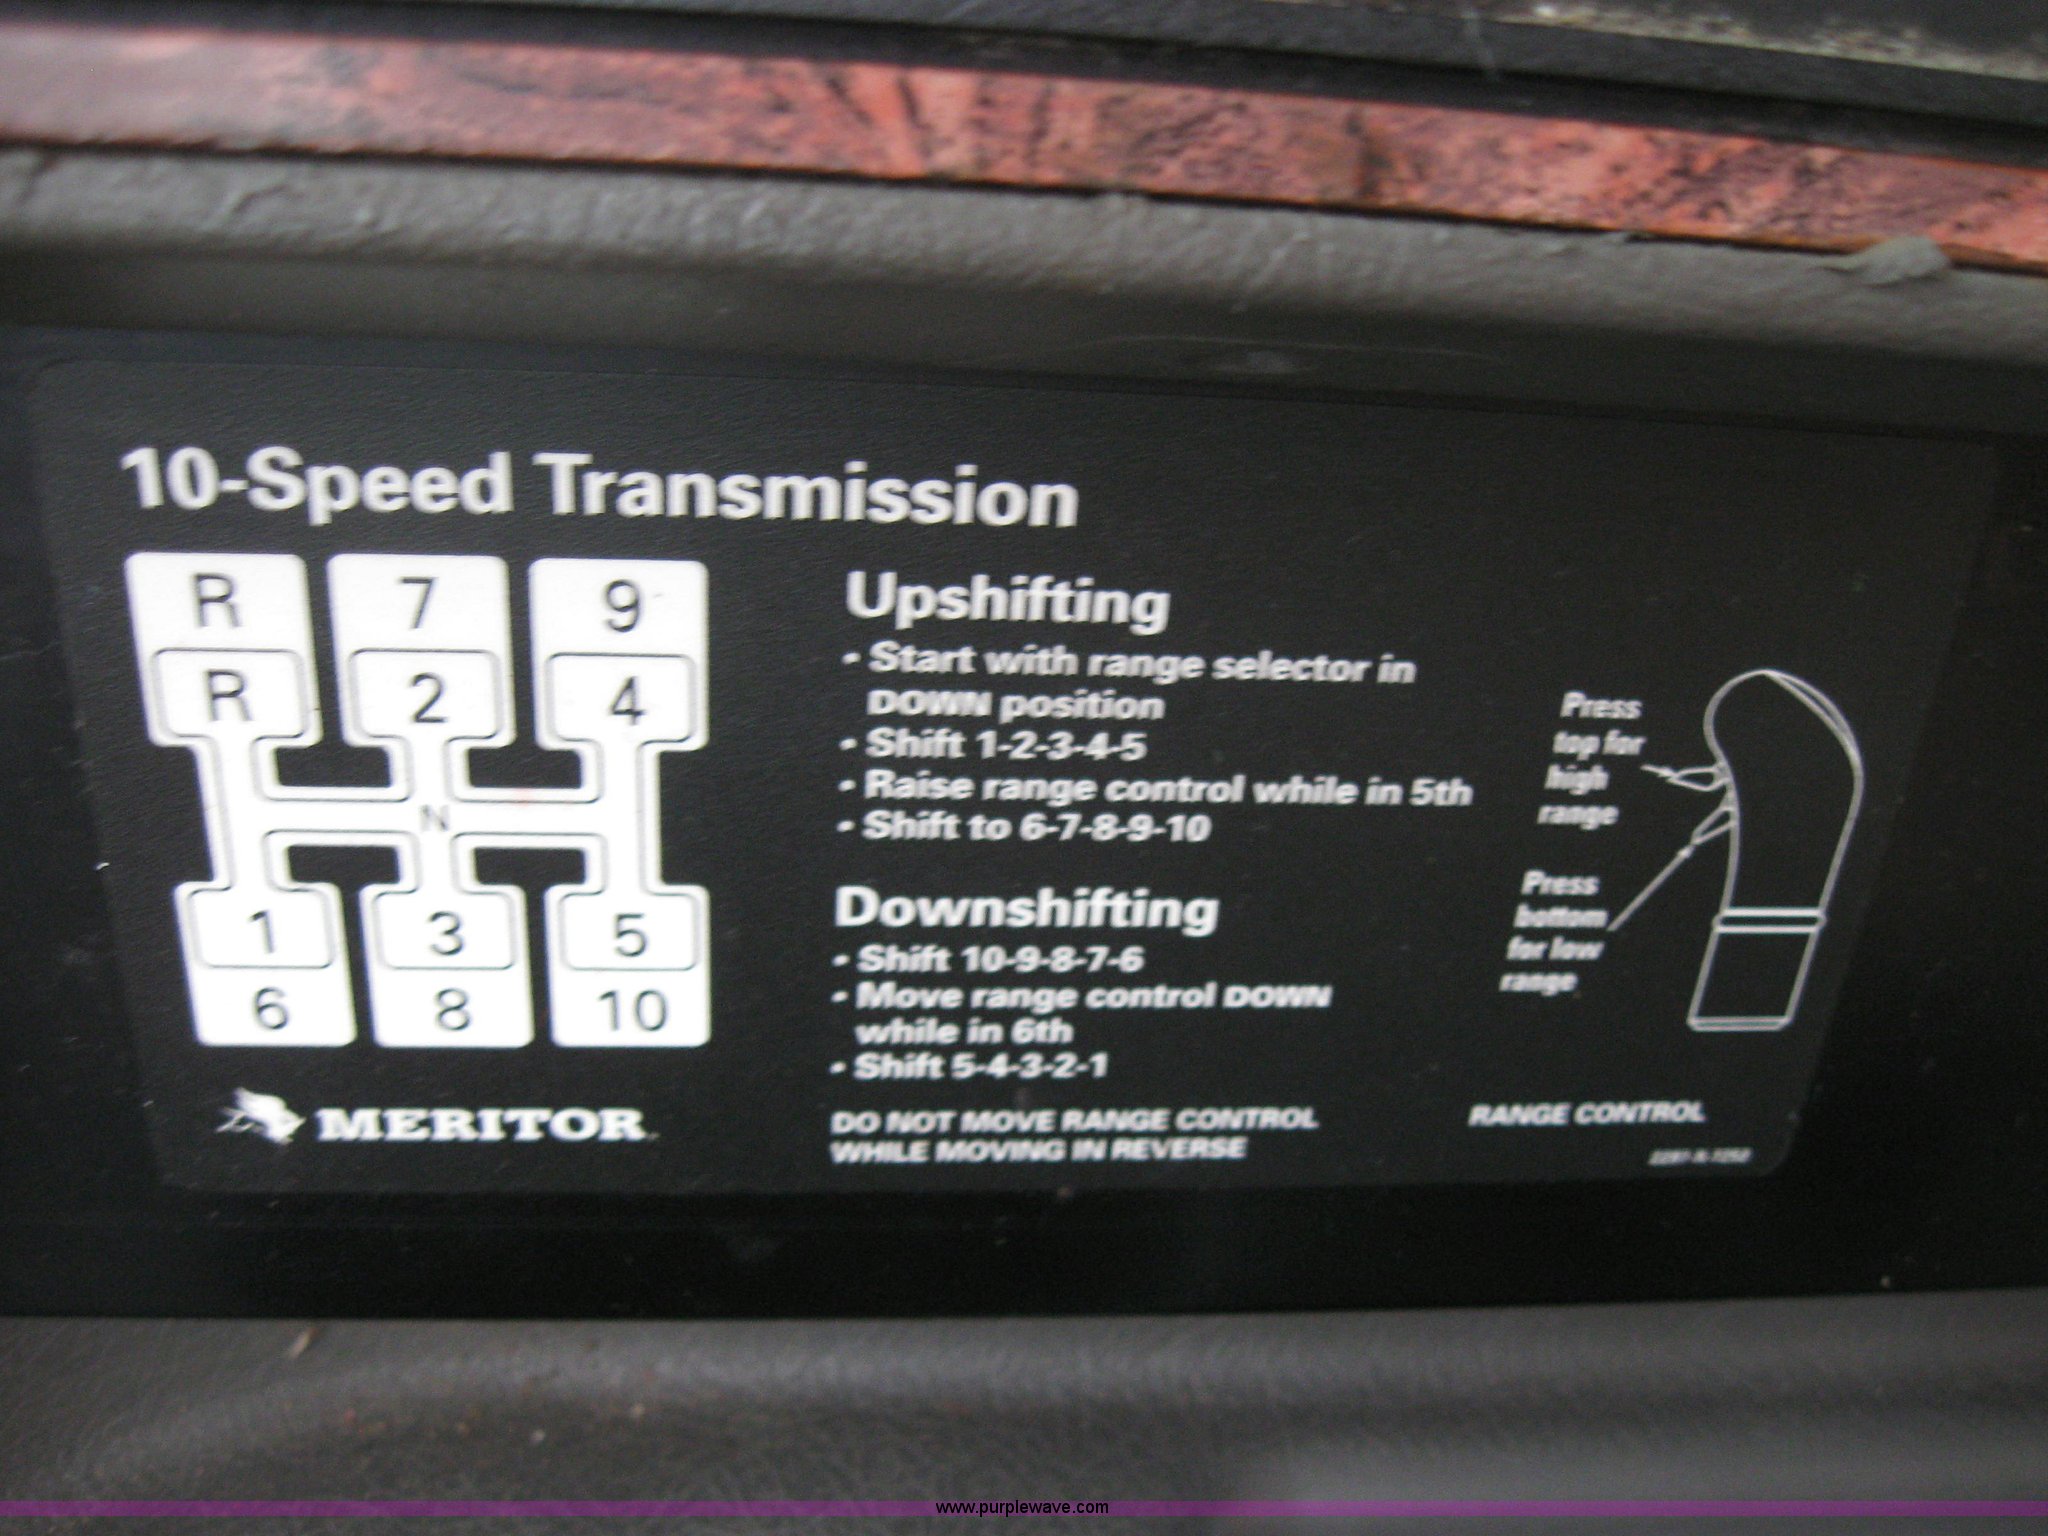 10-Speed Transmission
R 7 9
R 2 4
N
1 3 5
6 8 10
MERITOR
Upshifting
• Start with range selector in
DOWN position
• Shift 1-2-3-4-5
• Raise range control while in 5th
• Shift to 6-7-8-9-10
Downshifting
• Shift 10-9-8-7-6
• Move range control DOWN
while in 6th
• Shift 5-4-3-2-1
DO NOT MOVE RANGE CONTROL
WHILE MOVING IN REVERSE
Press
top for
high
range
Press
bottom
for low
range
RANGE CONTROL
www.purplewave.com